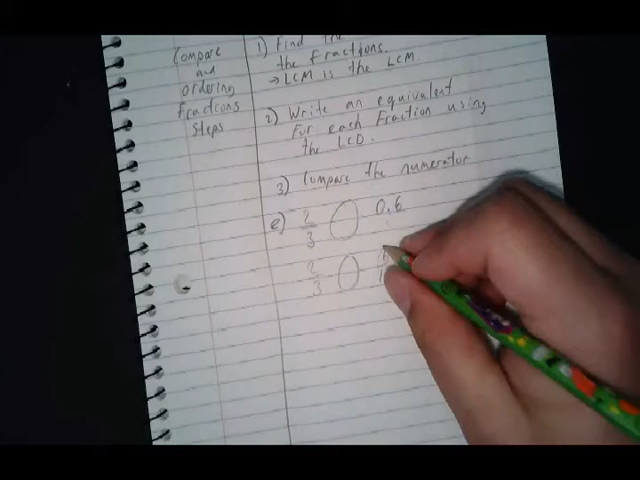 Compare
and
ordering
fractions
steps
1) Find the
the fractions.
→ LCM is the LCM
2) Write an equivalent
for each fraction using
the LCD.
3) Compare the numerator
e) 2/3 0.6
2/3